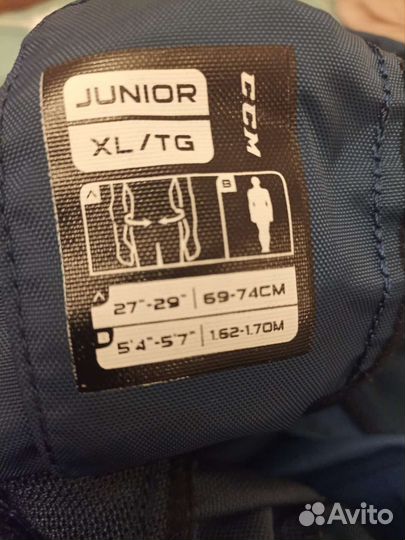 JUNIOR
XL/TG
CCM
A
B
A 27"-29" 69-74CM
B 5'4"-5'7" 1.62-1.70M
Avito